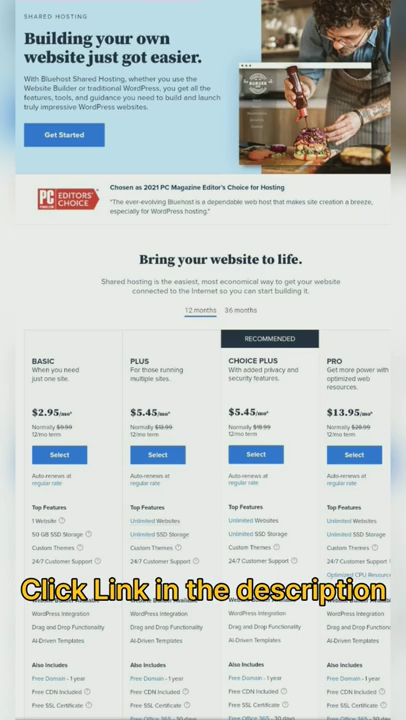 SHARED HOSTING
Building your own
website just got easier.
With Bluehost Shared Hosting, whether you use the
Website Builder or traditional WordPress, you get all the
features, tools, and guidance you need to build and launch
truly impressive WordPress websites.
Get Started
BURGER
PC
EDITORS'
CHOICE
Chosen as 2021 PC Magazine Editor's Choice for Hosting
"The ever-evolving Bluehost is a dependable web host that makes site creation a breeze,
especially for WordPress hosting."
Bring your website to life.
Shared hosting is the easiest, most economical way to get your website
connected to the Internet so you can start building it.
12 months 36 months
RECOMMENDED
BASIC
When you need
just one site.
$2.95/mo*
Normally $9.99
12/mo term
Select
Auto-renews at
regular rate
Top Features
1 Website
50 GB SSD Storage
Custom Themes
24/7 Customer Support
WordPress Integration
Drag and Drop Functionality
AI-Driven Templates
Also Includes
Free Domain - 1 year
Free CDN Included
Free SSL Certificate
PLUS
For those running
multiple sites.
$5.45/mo*
Normally $13.99
12/mo term
Select
Auto-renews at
regular rate
Top Features
Unlimited Websites
Unlimited SSD Storage
Custom Themes
24/7 Customer Support
WordPress Integration
Drag and Drop Functionality
AI-Driven Templates
Also Includes
Free Domain - 1 year
Free CDN Included
Free SSL Certificate
Free Office 365 - 30 days
CHOICE PLUS
With added privacy and
security features.
$5.45/mo*
Normally $18.99
12/mo term
Select
Auto-renews at
regular rate
Top Features
Unlimited Websites
Unlimited SSD Storage
Custom Themes
24/7 Customer Support
WordPress Integration
Drag and Drop Functionality
AI-Driven Templates
Also Includes
Free Domain - 1 year
Free CDN Included
Free SSL Certificate
Free Office 365 - 30 days
PRO
Get more power with
optimized web
resources.
$13.95/mo*
Normally $28.99
12/mo term
Select
Auto-renews at
regular rate
Top Features
Unlimited Websites
Unlimited SSD Storage
Custom Themes
24/7 Customer Support
Optimized CPU
WordPress Integration
Drag and Drop Functionality
AI-Driven Templates
Also Includes
Free Domain - 1 year
Free CDN Included
Free SSL Certificate
Click Link in the description